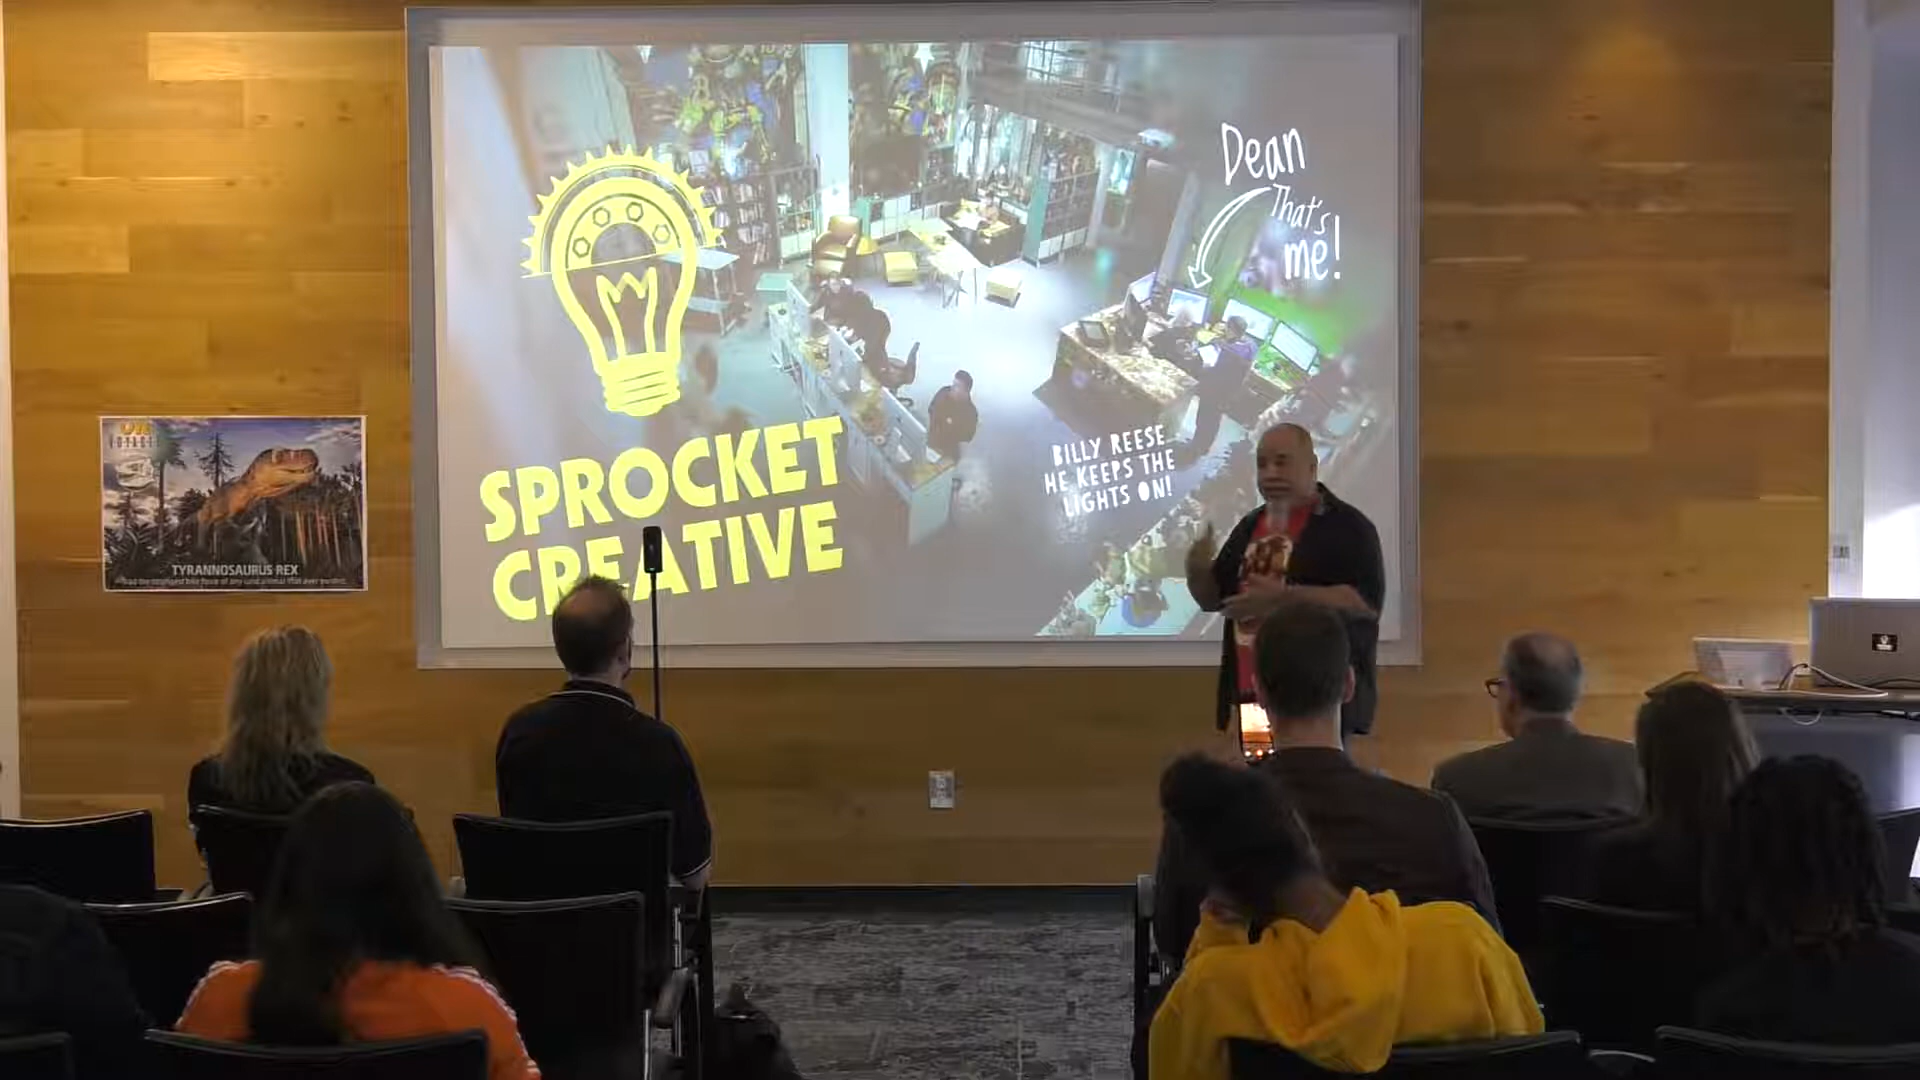 SPROCKET
CREATIVE
Dean
That's
me!
BILLY REESE
HE KEEPS THE
LIGHTS ON!
TYRANNOSAURUS REX